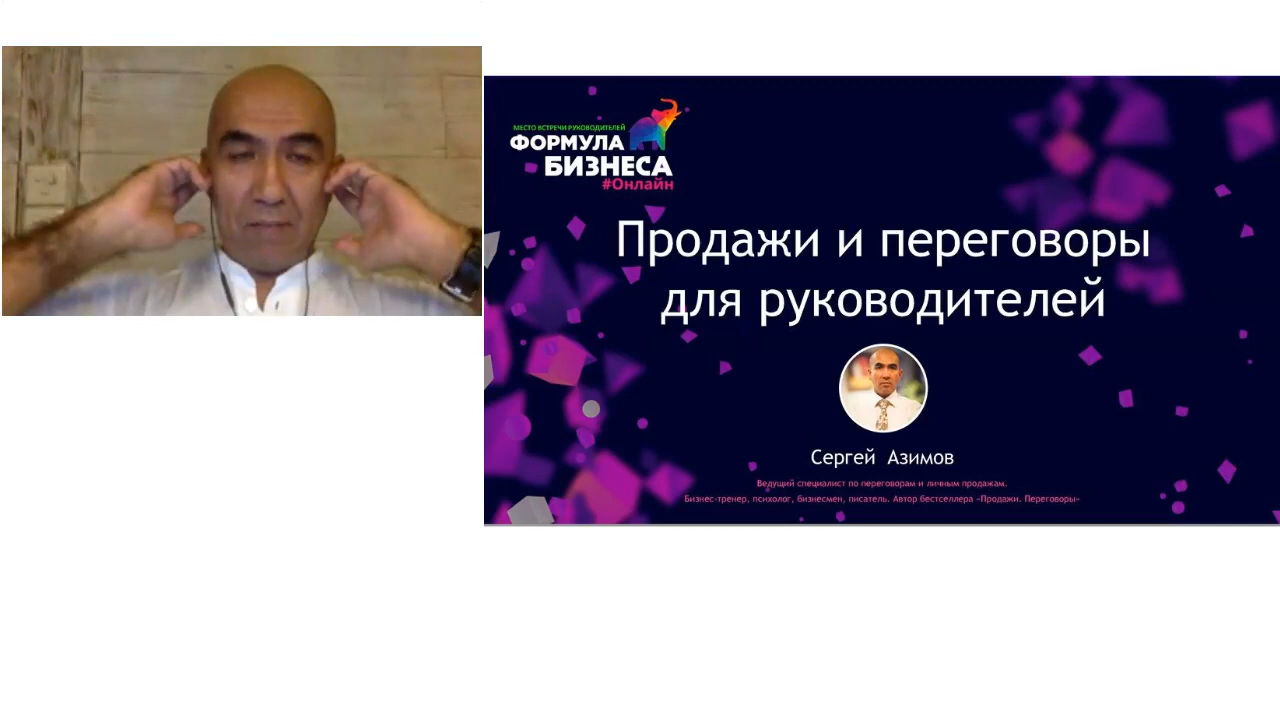 МЕСТО ВСТРЕЧИ РУКОВОДИТЕЛЕЙ
ФОРМУЛА
БИЗНЕСА
#Онлайн
Продажи и переговоры
для руководителей
Сергей Азимов
Ведущий специалист по переговорам и личным продажам.
Бизнес-тренер, психолог, бизнесмен, писатель. Автор бестселлера «Продажи. Переговоры»